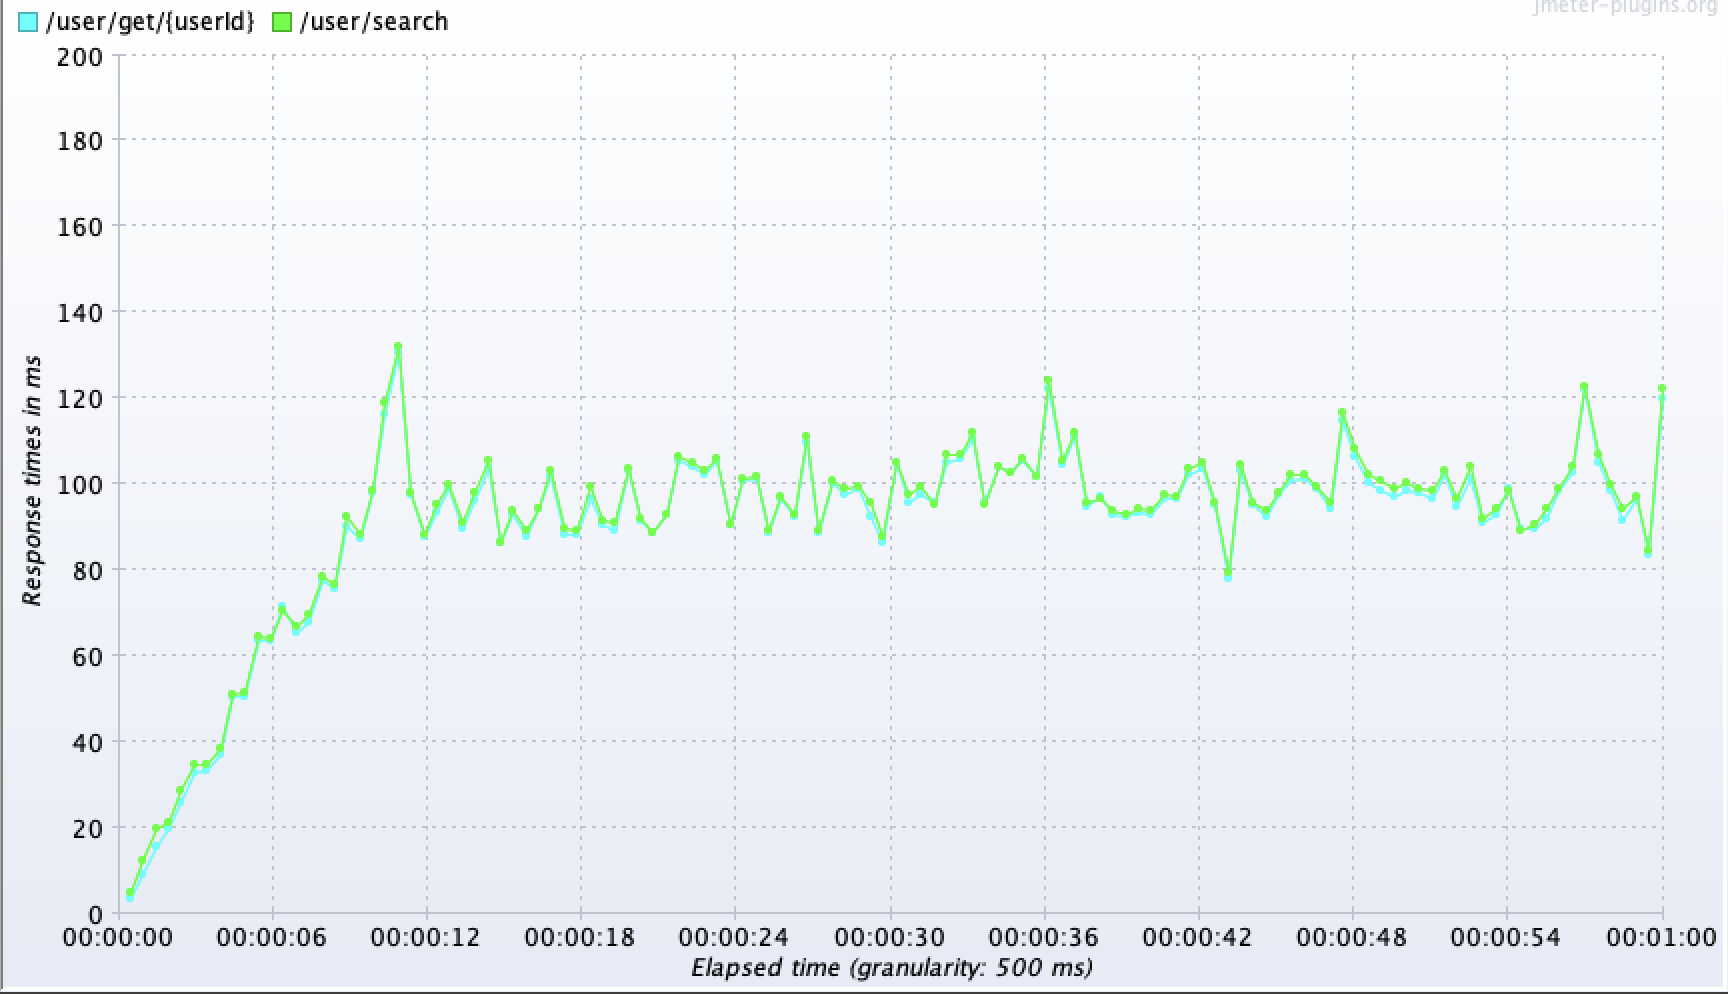 jmeter-plugins.org
/user/get/{userId} /user/search
200
180
160
140
120
100
80
60
40
20
0
Response times in ms
00:00:00 00:00:06 00:00:12 00:00:18 00:00:24 00:00:30 00:00:36 00:00:42 00:00:48 00:00:54 00:01:00
Elapsed time (granularity: 500 ms)